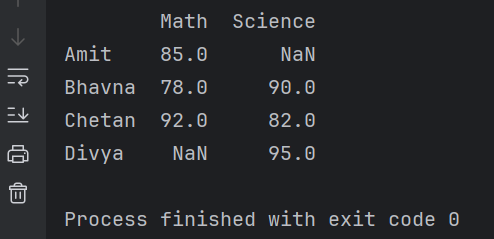 Math Science
Amit 85.0 NaN
Bhavna 78.0 90.0
Chetan 92.0 82.0
Divya NaN 95.0
Process finished with exit code 0